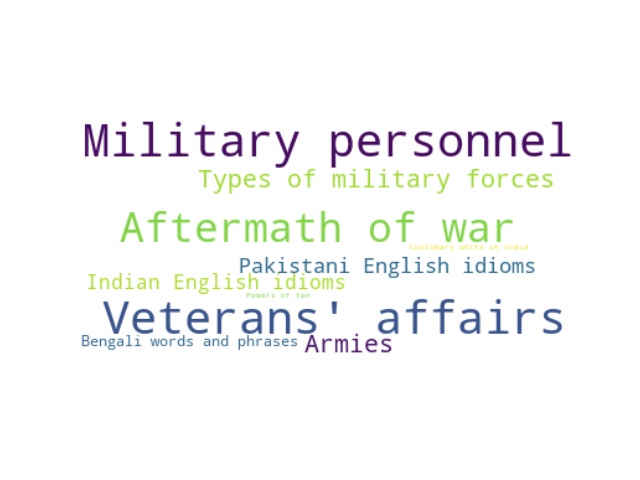 Military personnel
Types of military forces
Aftermath of war
Customary units in India
Pakistani English idioms
Indian English idioms
Powers of ten
Veterans' affairs
Bengali words and phrases
Armies